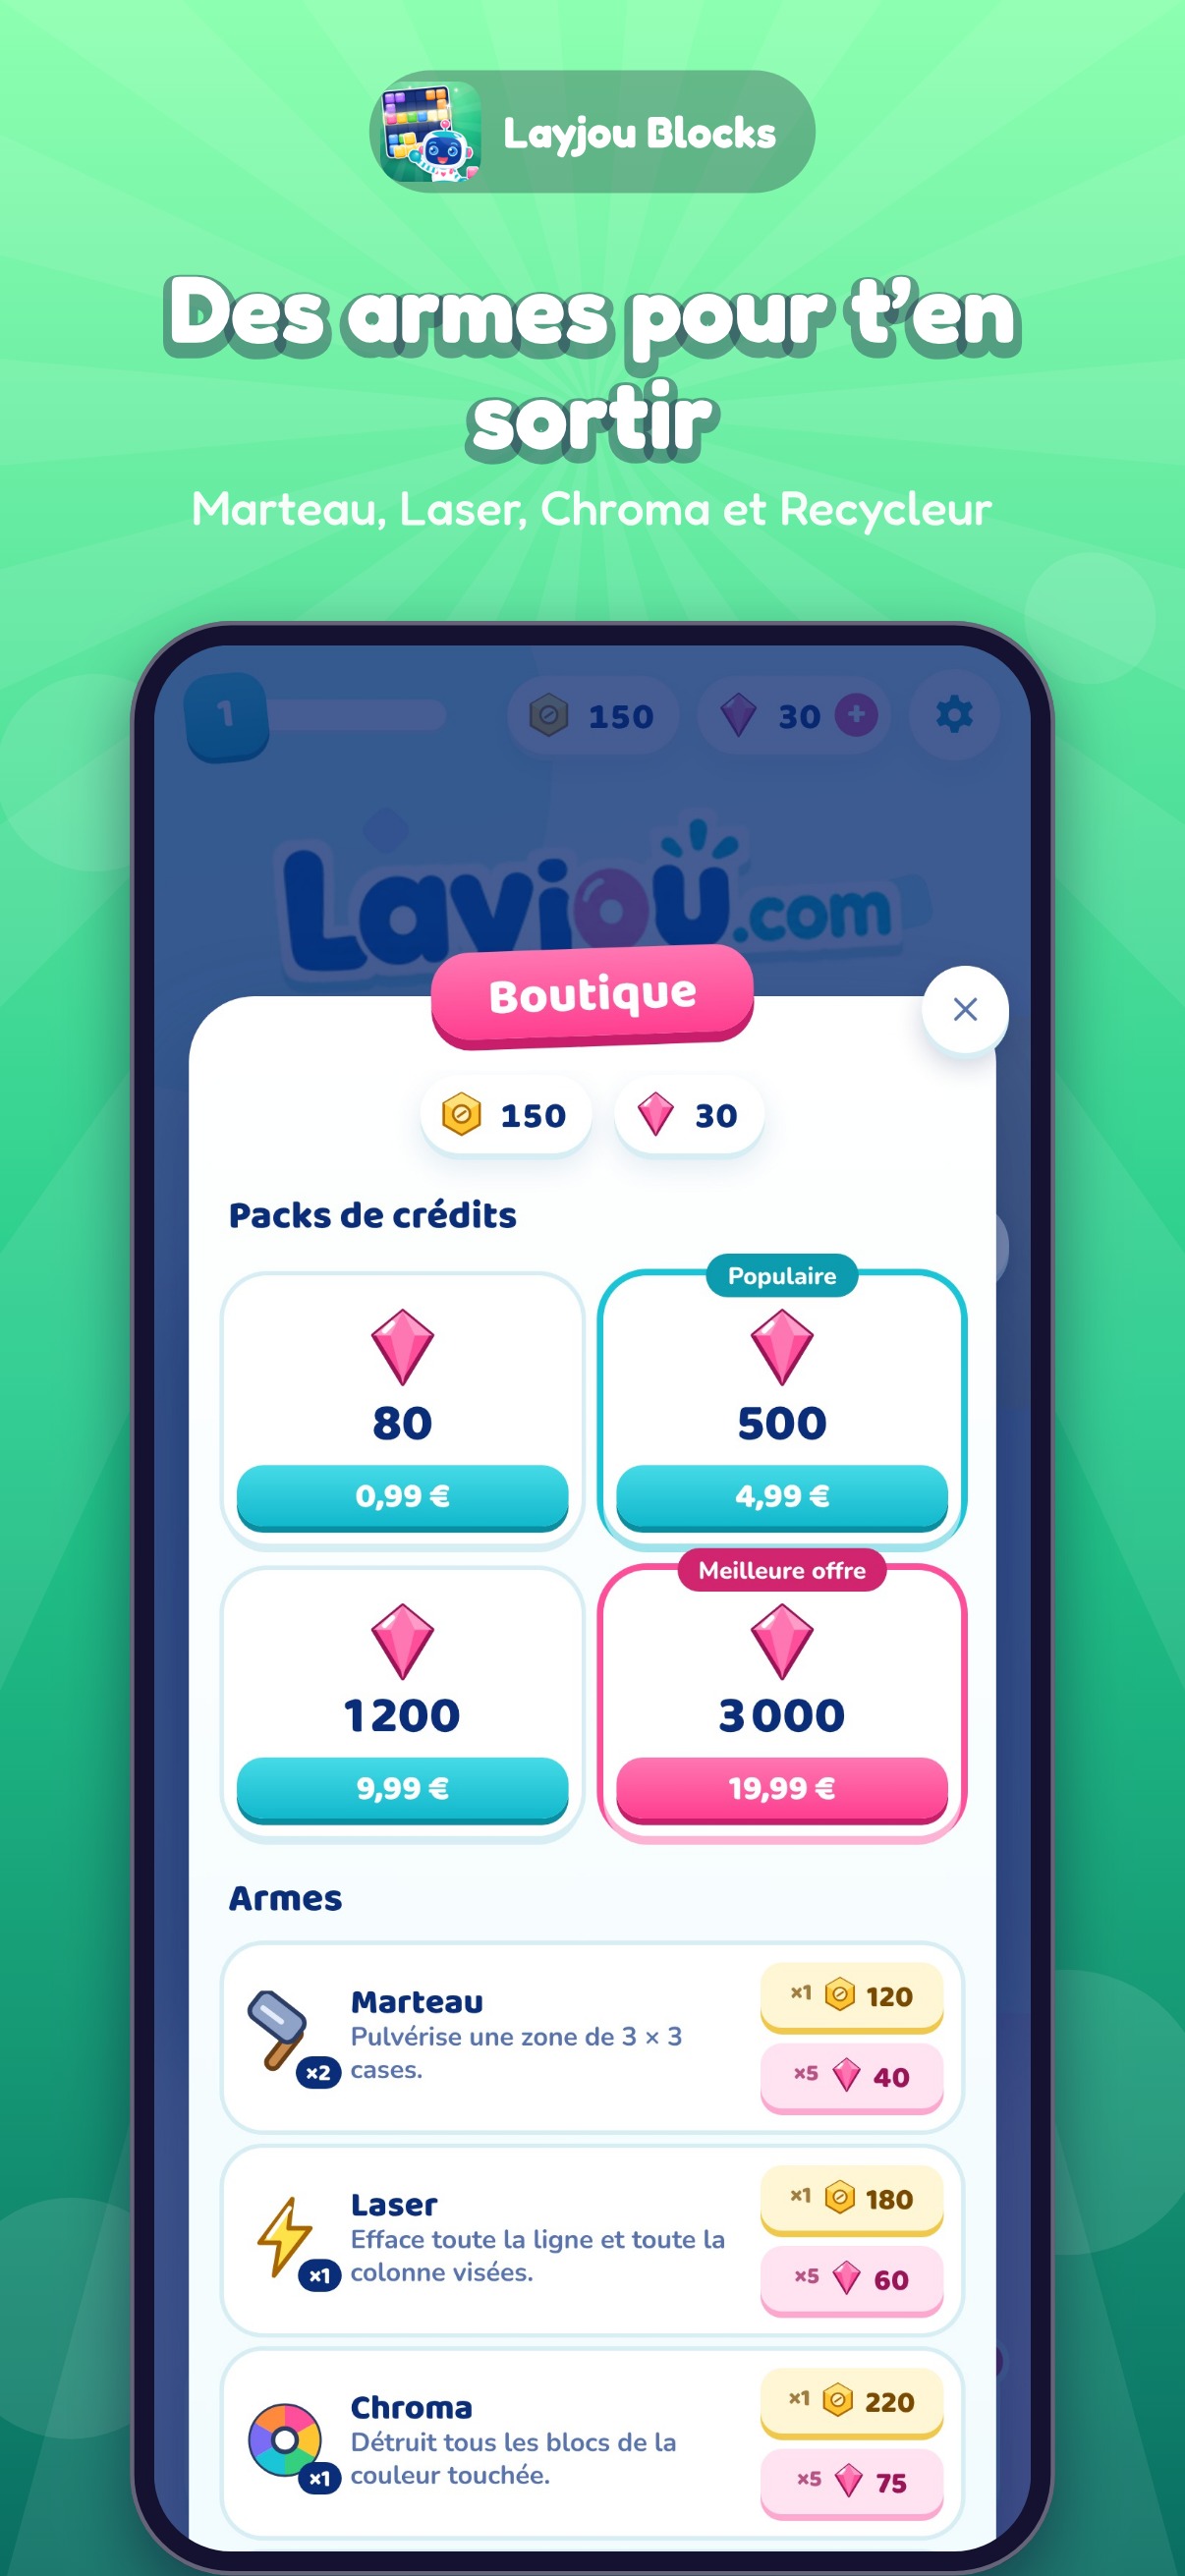 Layjou Blocks
Des armes pour t'en
sortir
Marteau, Laser, Chroma et Recycleur
1
150
30
+
Layjou.com
Boutique
150
30
Packs de crédits
80
0,99 €
Populaire
500
4,99 €
1 200
9,99 €
Meilleure offre
3 000
19,99 €
Armes
Marteau
Pulvérise une zone de 3 × 3
cases.
×2
×1 120
×5 40
Laser
Efface toute la ligne et toute la
colonne visées.
×1
×1 180
×5 60
Chroma
Détruit tous les blocs de la
couleur touchée.
×1
×1 220
×5 75